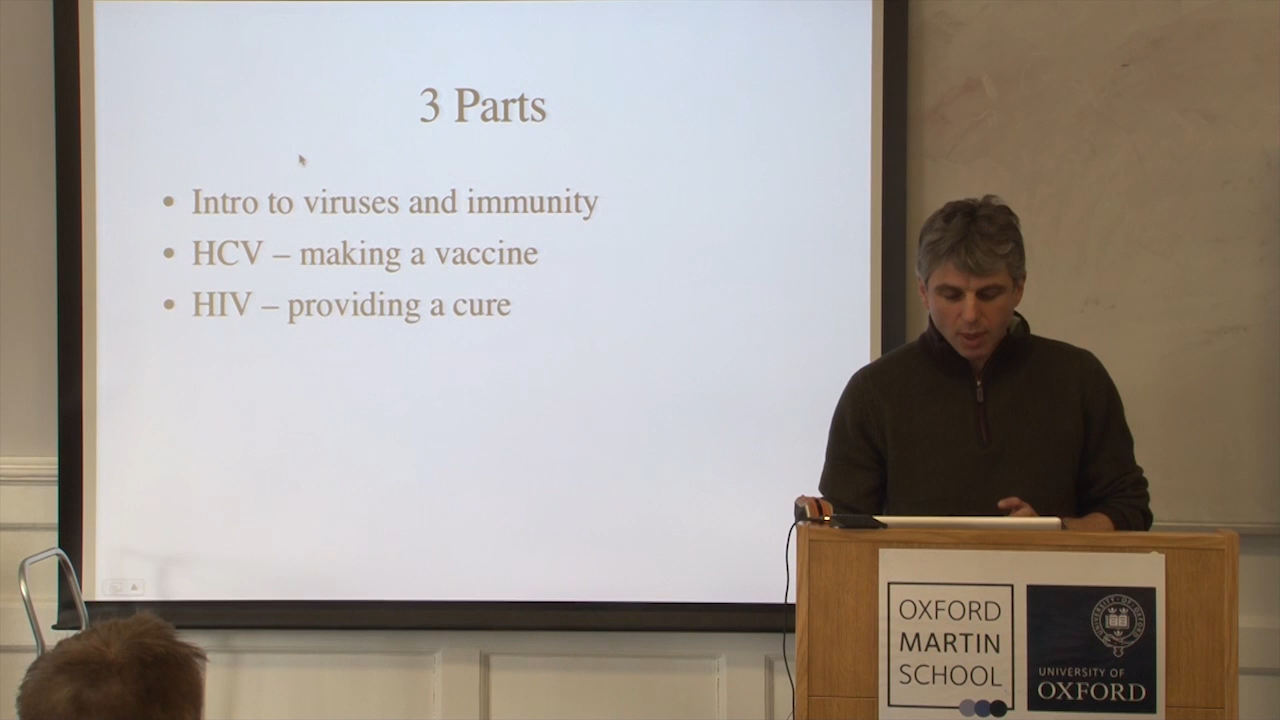 3 Parts
• Intro to viruses and immunity
• HCV – making a vaccine
• HIV – providing a cure
OXFORD
MARTIN
SCHOOL
UNIVERSITY OF
OXFORD